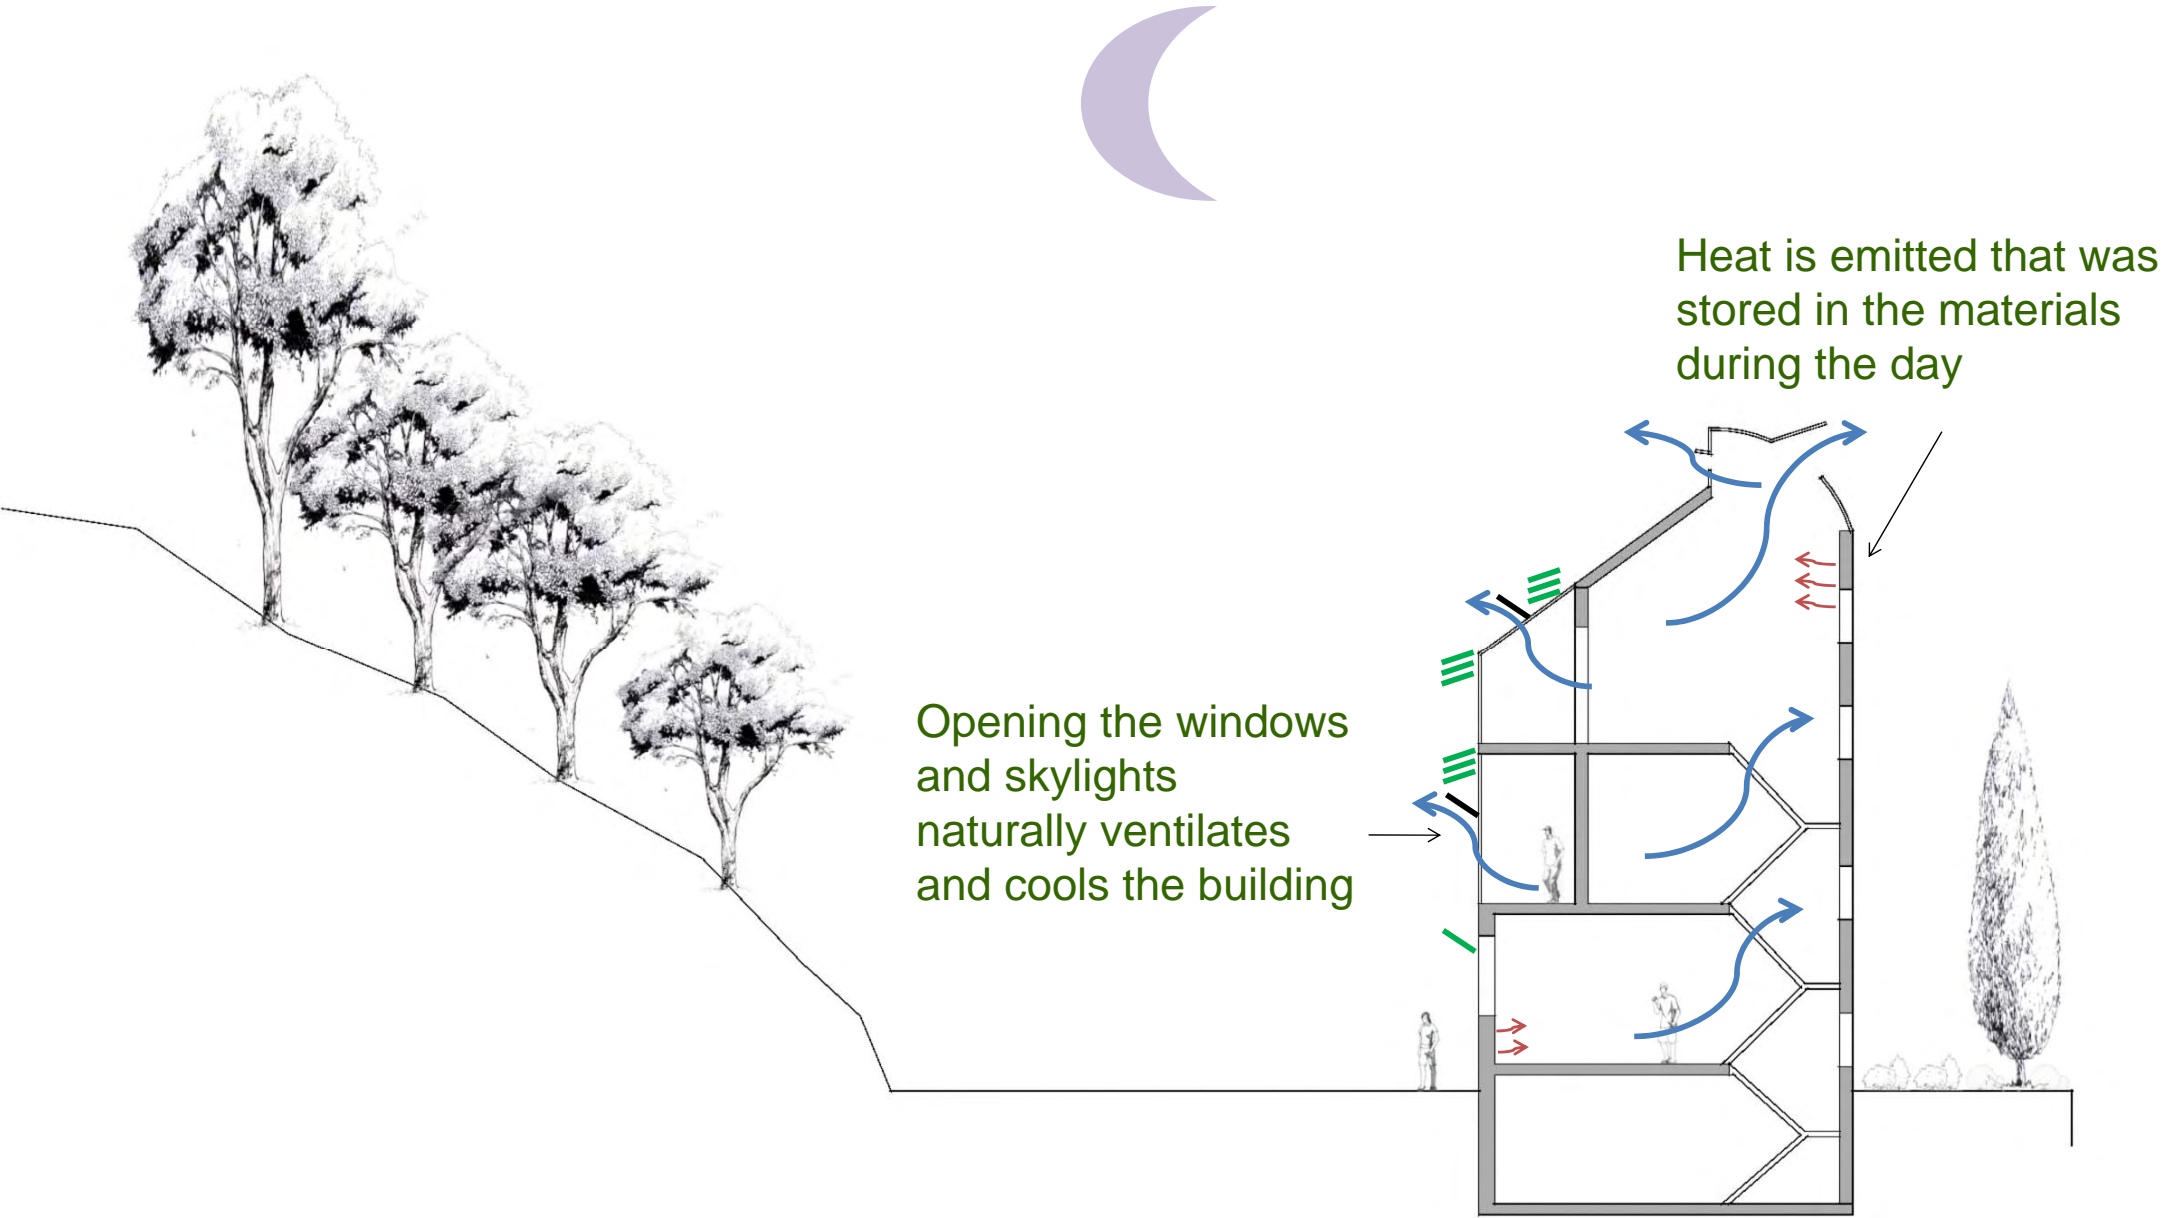 Heat is emitted that was
stored in the materials
during the day
Opening the windows
and skylights
naturally ventilates
and cools the building